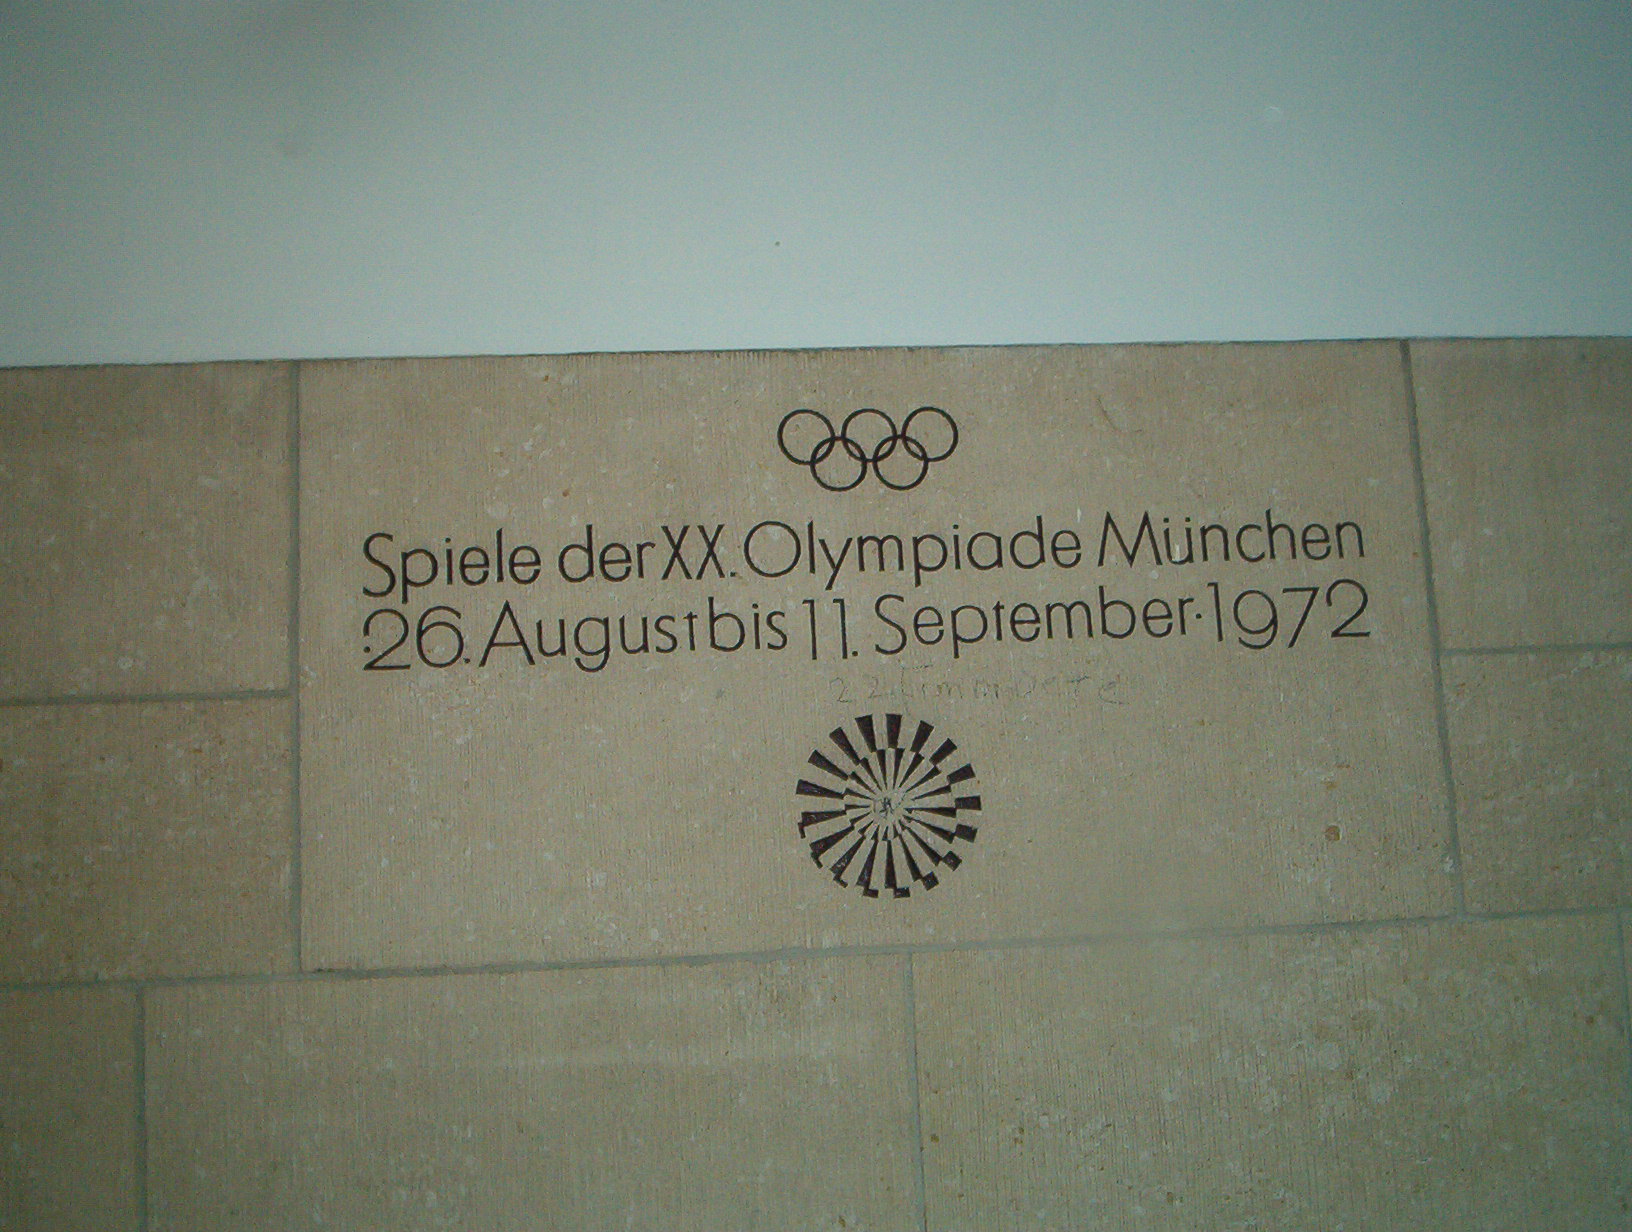 Spiele der XX. Olympiade München
26. August bis 11. September·1972